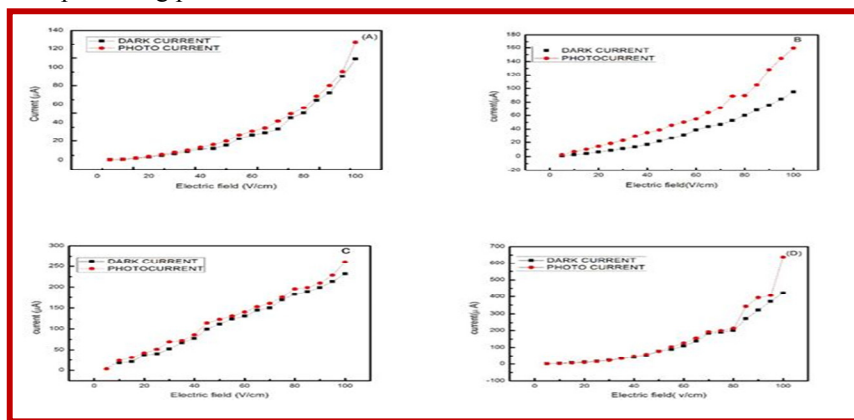 140
120
100
80
60
40
20
0
Current (µA)
DARK CURRENT
PHOTO CURRENT
(A)
0 20 40 60 80 100
Electric field (V/cm)
180
160
140
120
100
80
60
40
20
0
-20
current(µA)
DARK CURRENT
PHOTOCURRENT
B
0 20 40 60 80 100
Electric field(V/cm)
300
250
200
150
100
50
0
current (µA)
DARK CURRENT
PHOTOCURRENT
C
0 20 40 60 80 100
Electric field (V/cm)
700
600
500
400
300
200
100
0
-100
current(µ A)
DARK CURRENT
PHOTO CURRENT
(D)
0 20 40 60 80 100
Electric field( v/cm)